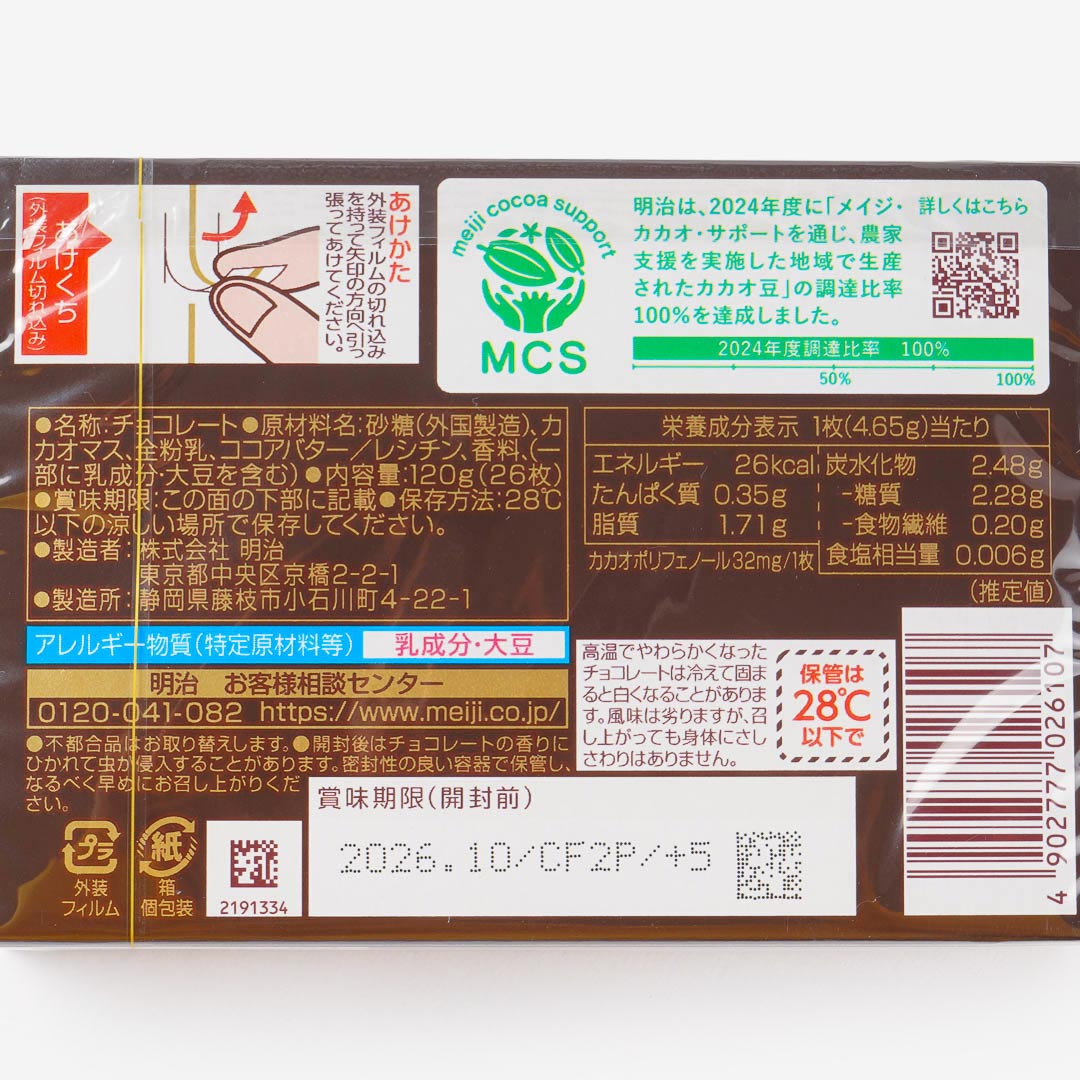 あけくち
(外装フィルム切れ込み)
あけかた
外装フィルムの切れ込み
を持って矢印の方向へ引っ
張ってあけてください。
meiji cocoa support
MCS
明治は、2024年度に「メイジ・
カカオ・サポートを通じ、農家
支援を実施した地域で生産
されたカカオ豆」の調達比率
100%を達成しました。
詳しくはこちら
2024年度調達比率 100%
50% 100%
●名称:チョコレート●原材料名:砂糖(外国製造)、カ
カオマス、全粉乳、ココアバター/レシチン、香料、(一
部に乳成分・大豆を含む) ●内容量:120g(26枚)
●賞味期限:この面の下部に記載●保存方法:28℃
以下の涼しい場所で保存してください。
●製造者:株式会社 明治
東京都中央区京橋2-2-1
●製造所:静岡県藤枝市小石川町4-22-1
アレルギー物質(特定原材料等) 乳成分・大豆
明治 お客様相談センター
0120-041-082 https://www.meiji.co.jp/
●不都合品はお取り替えします。●開封後はチョコレートの香りに
ひかれて虫が侵入することがあります。密封性の良い容器で保管し、
なるべく早めにお召し上がりくだ
さい。
栄養成分表示 1枚(4.65g)当たり
エネルギー 26kcal
たんぱく質 0.35g
脂質 1.71g
炭水化物 2.48g
-糖質 2.28g
-食物繊維 0.20g
食塩相当量 0.006g
カカオポリフェノール32mg/1枚
(推定値)
高温でやわらかくなった
チョコレートは冷えて固ま
ると白くなることがありま
す。風味は劣りますが、召
し上がっても身体にさし
さわりはありません。
保管は
28℃
以下で
プラ
外装
フィルム
紙
箱
個包装
2191334
賞味期限(開封前)
2026.10/CF2P/+5
4902777026107